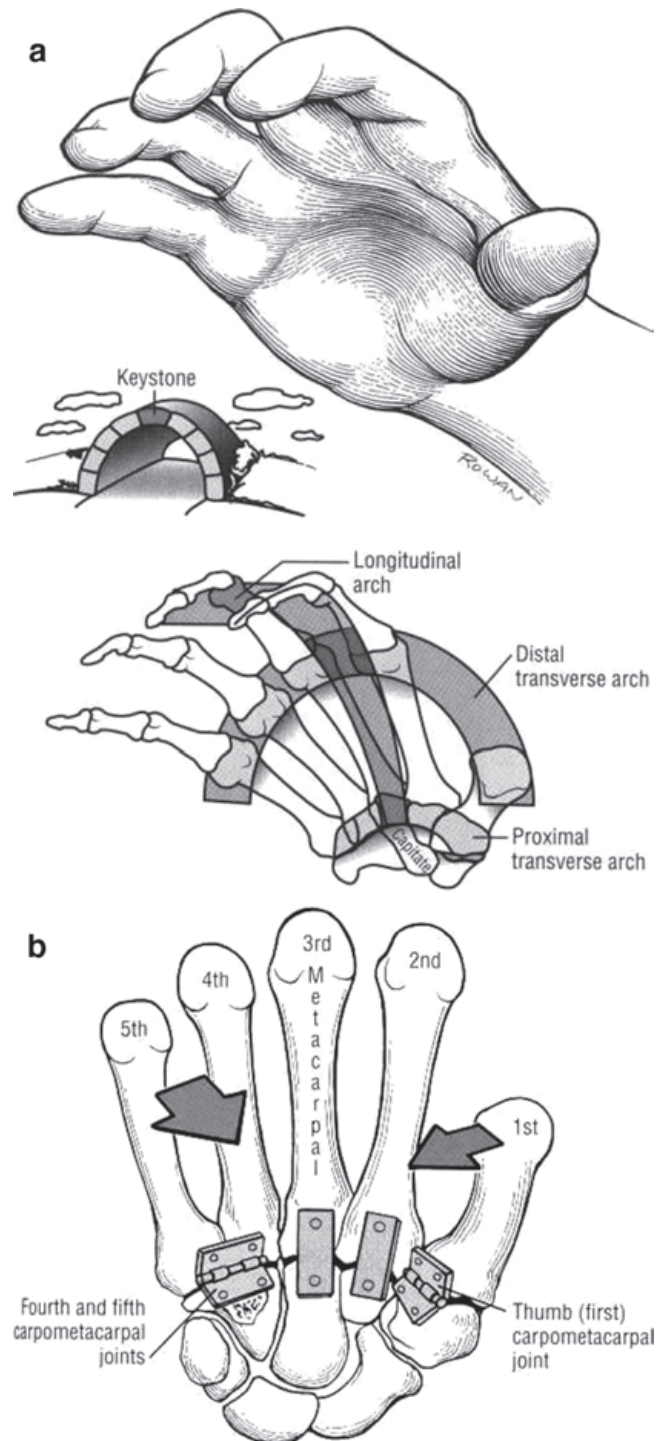 a
Keystone
ROWAN
Longitudinal
arch
Distal
transverse arch
Capitate
Proximal
transverse arch
b
3rd
Metacarpal
4th
2nd
5th
1st
Fourth and fifth
carpometacarpal
joints
Thumb (first)
carpometacarpal
joint